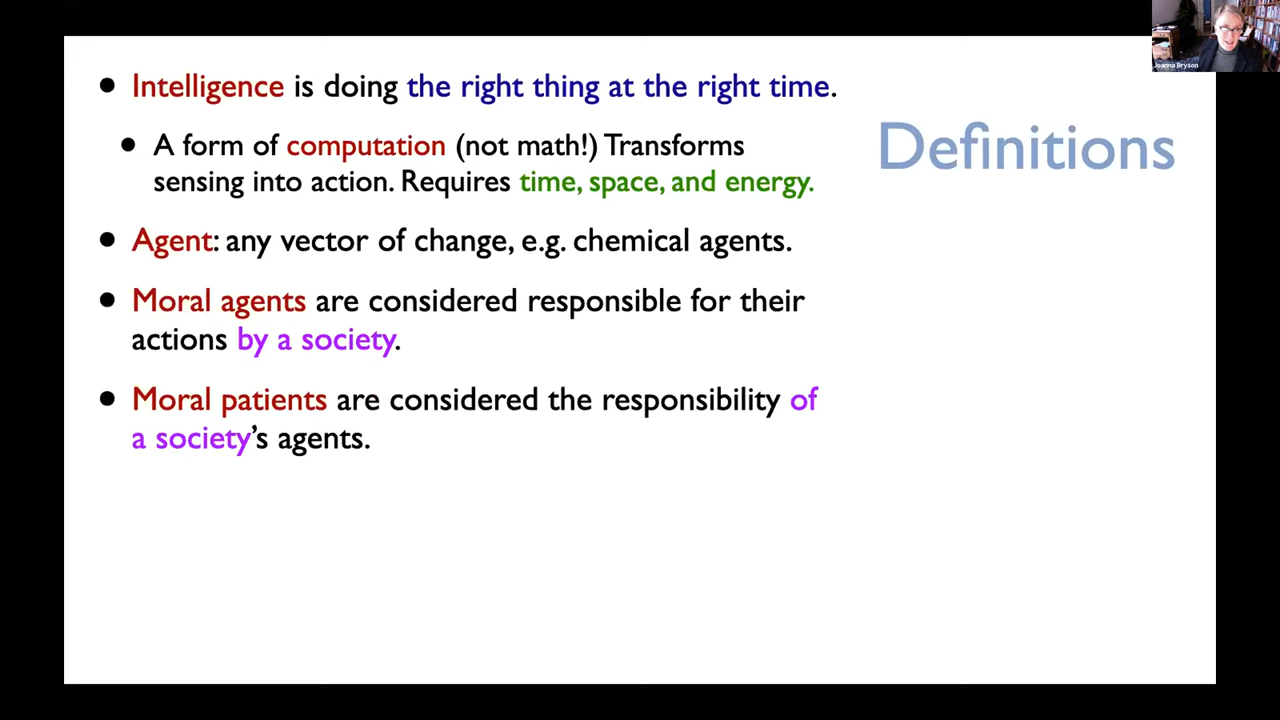 Joanna Bryson
Definitions
• Intelligence is doing the right thing at the right time.
• A form of computation (not math!) Transforms
sensing into action. Requires time, space, and energy.
• Agent: any vector of change, e.g. chemical agents.
• Moral agents are considered responsible for their
actions by a society.
• Moral patients are considered the responsibility of
a society’s agents.